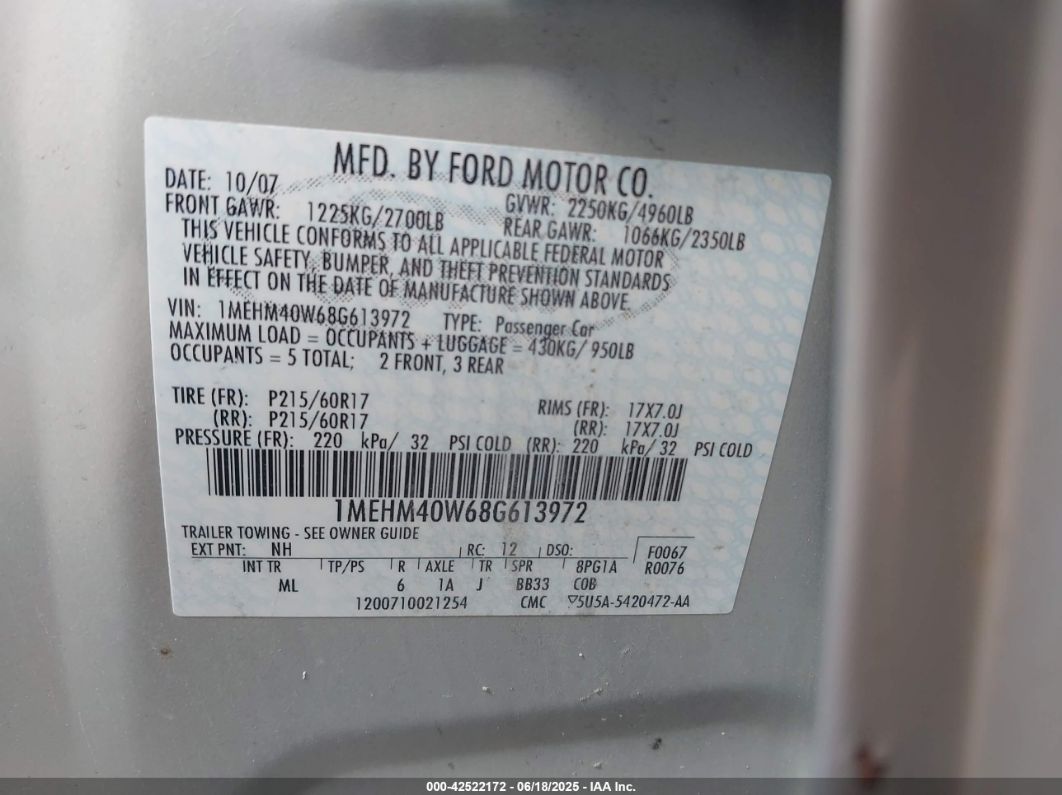 MFD. BY FORD MOTOR CO.
DATE: 10/07 GVWR: 2250KG/4960LB
FRONT GAWR: 1225KG/2700LB REAR GAWR: 1066KG/2350LB
THIS VEHICLE CONFORMS TO ALL APPLICABLE FEDERAL MOTOR
VEHICLE SAFETY, BUMPER, AND THEFT PREVENTION STANDARDS
IN EFFECT ON THE DATE OF MANUFACTURE SHOWN ABOVE.
VIN: 1MEHM40W68G613972 TYPE: Passenger Car
MAXIMUM LOAD = OCCUPANTS + LUGGAGE = 430KG/ 950LB
OCCUPANTS = 5 TOTAL; 2 FRONT, 3 REAR
TIRE (FR): P215/60R17 RIMS (FR): 17X7.0J
(RR): P215/60R17 (RR): 17X7.0J
PRESSURE (FR): 220 kPa/ 32 PSI COLD (RR): 220 kPa/ 32 PSI COLD
1MEHM40W68G613972
TRAILER TOWING - SEE OWNER GUIDE
EXT PNT: NH RC: 12 DSO: F0067
INT TR TP/PS R AXLE TR SPR 8PG1A R0076
ML 6 1A J BB33 COB
1200710021254 CMC ▽5U5A-5420472-AA
000-42522172 - 06/18/2025 - IAA Inc.